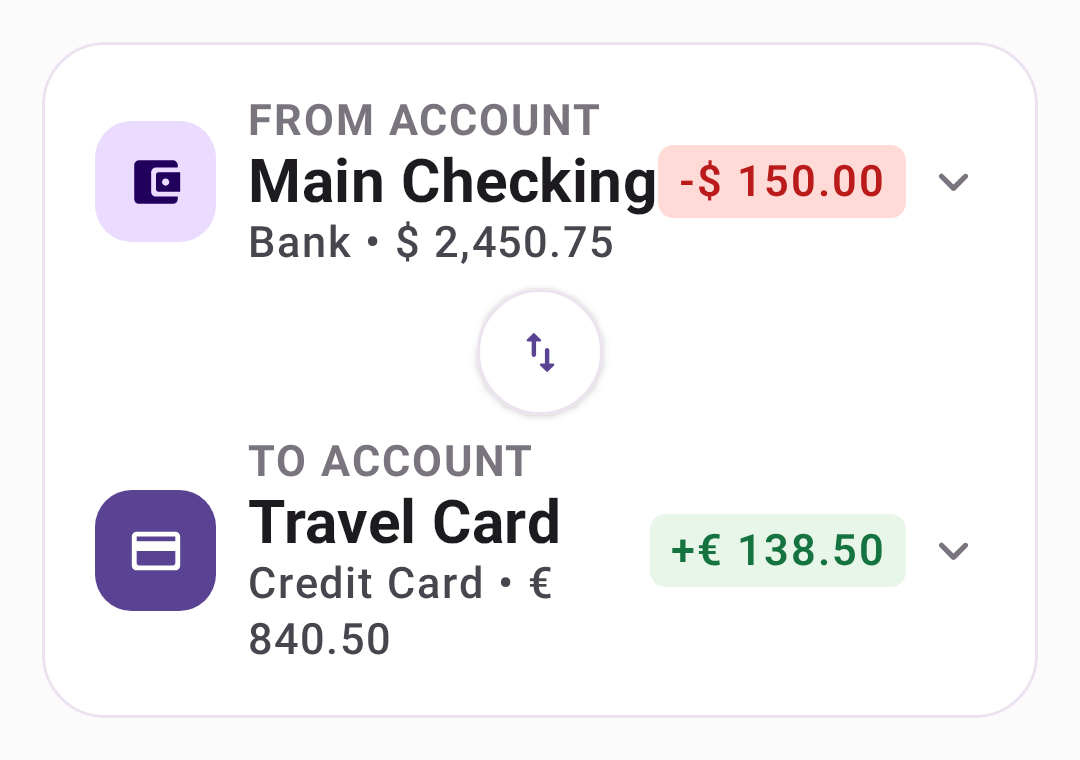 FROM ACCOUNT
Main Checking
-$ 150.00
Bank • $ 2,450.75
TO ACCOUNT
Travel Card
+€ 138.50
Credit Card • €
840.50